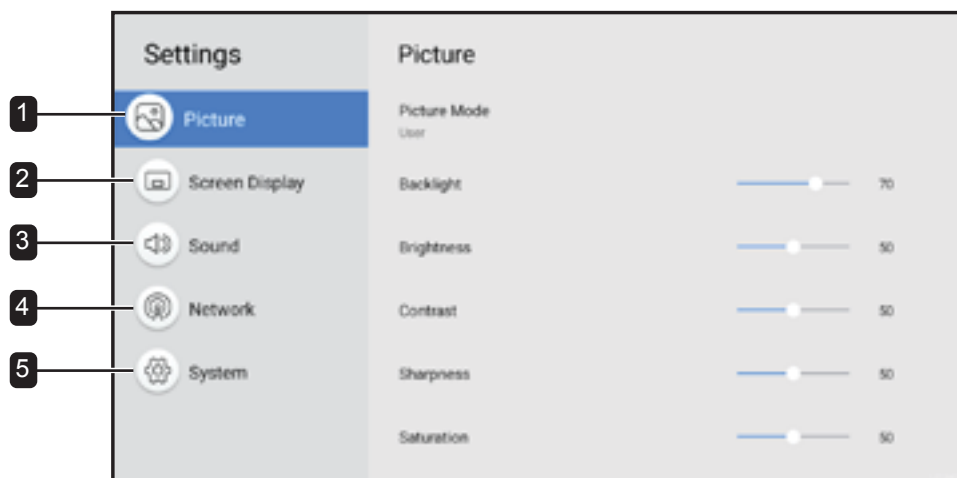 Settings
1 Picture
2 Screen Display
3 Sound
4 Network
5 System
Picture
Picture Mode
User
Backlight 70
Brightness 50
Contrast 50
Sharpness 50
Saturation 50